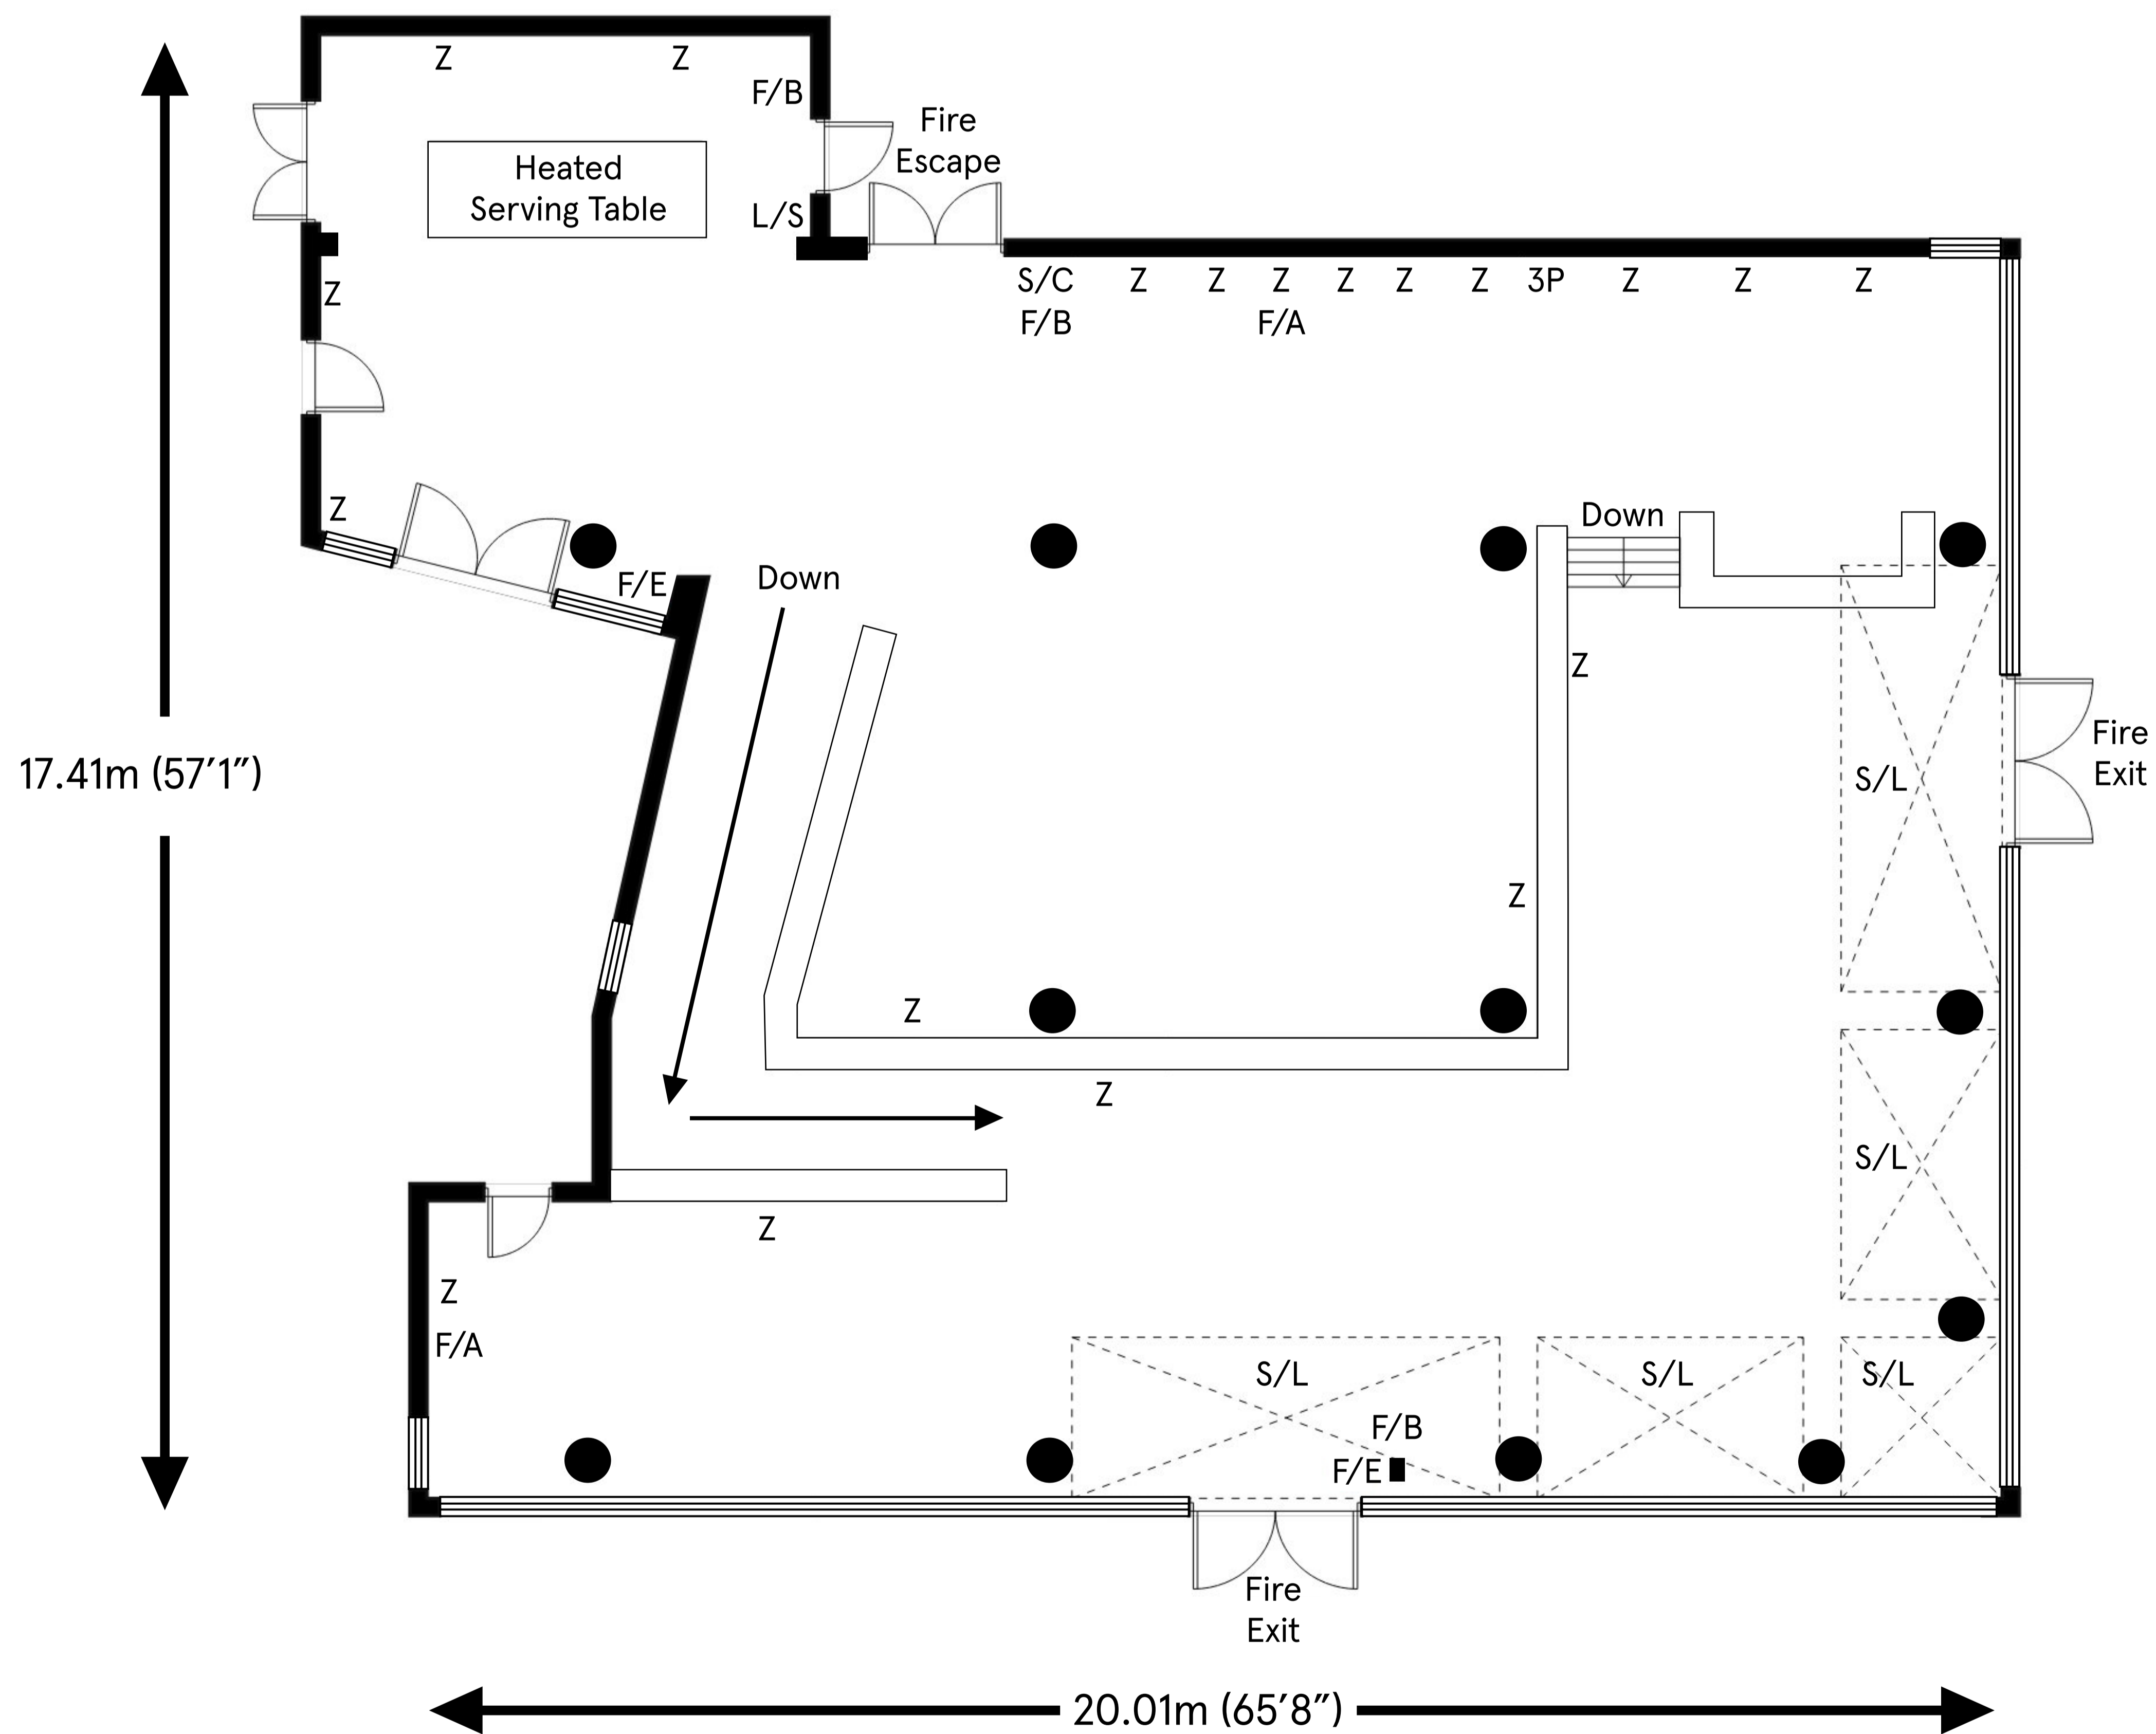 Z Z
F/B
Fire
Escape
Heated
Serving Table
L/S
S/C Z Z Z Z Z Z 3P Z Z Z
F/B F/A
Z
Z
Down
F/E
Down
Z
Fire
Exit
17.41m (57′1″)
S/L
Z
Z
Z
S/L
Z
Z
F/A
S/L S/L S/L
F/B
F/E
Fire
Exit
20.01m (65′8″)